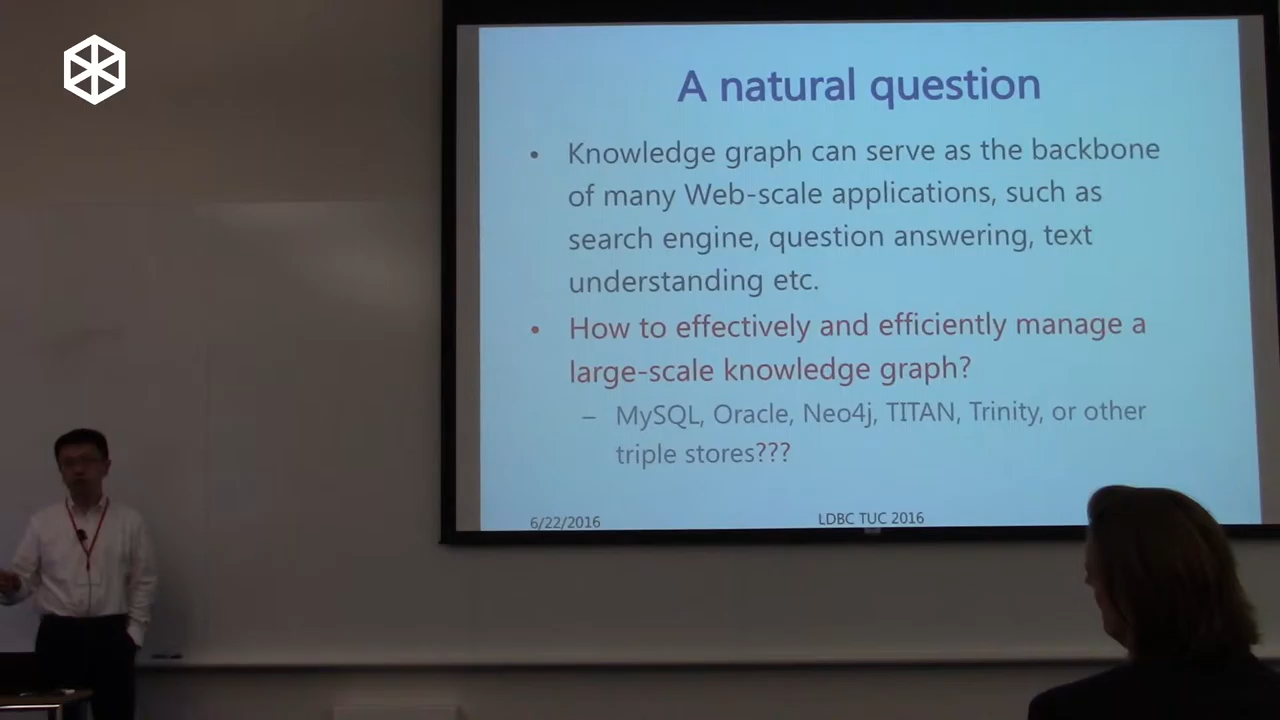 A natural question
• Knowledge graph can serve as the backbone
of many Web-scale applications, such as
search engine, question answering, text
understanding etc.
• How to effectively and efficiently manage a
large-scale knowledge graph?
– MySQL, Oracle, Neo4j, TITAN, Trinity, or other
triple stores???
6/22/2016
LDBC TUC 2016